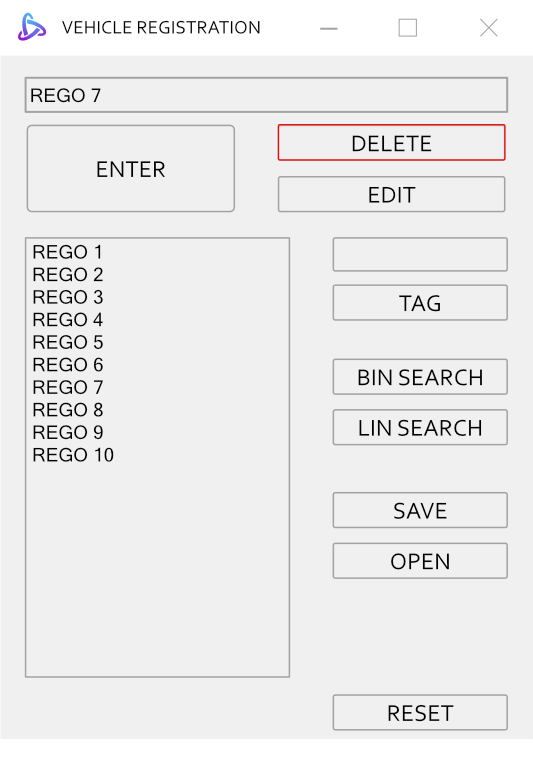 VEHICLE REGISTRATION
REGO 7
ENTER
DELETE
EDIT
REGO 1
REGO 2
REGO 3
REGO 4
REGO 5
REGO 6
REGO 7
REGO 8
REGO 9
REGO 10
TAG
BIN SEARCH
LIN SEARCH
SAVE
OPEN
RESET